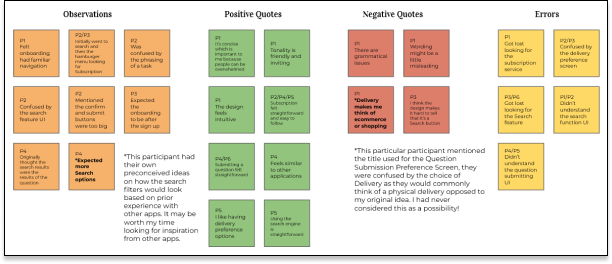 Observations
Positive Quotes
Negative Quotes
Errors
P1
Felt
onboarding
had familiar
navigation
P2/P3
Initially went to
search and
then the
hamburger
menu looking
for
Subscription
P2
Was
confused by
the phrasing
of a task
P2
Confused by
the search
feature UI
P2
Mentioned
the confirm
and submit
buttons
were too big
P3
Expected
the
onboarding
to be after
the sign up
P4
Originally
thought the
search results
were the
results of the
question
P4
*Expected
more
Search
options
*This participant had
their own
preconceived ideas
on how the search
filters would look
based on prior
experience with
other apps. It may be
worth my time
looking for inspiration
from other apps.
P1
It's concise
which is
important to
me because
people can be
overwhelmed
P1
Tonality is
friendly and
inviting
P1
The design
feels
intuitive
P2/P4/P5
Subscription
felt
straightforward
and easy to
follow
P4/P6
Submitting a
question felt
straightforward
P4
Feels similar
to other
applications
P6
I like having
delivery
preference
options
P5
Using the
search engine
is
straightforward
P1
There are
grammatical
issues
P1
Wording
might be a
little
misleading
P1
*Delivery
makes me
think of
ecommerce
or shopping
P3
I think the
design makes
it hard to tell
that it's a
Search button
*This particular participant mentioned
the title used for the Question
Submission Preference Screen, they
were confused by the choice of
Delivery as they would commonly
think of a physical delivery opposed to
my original idea. I had never
considered this as a possibility!
P1
Got lost
looking for
the
subscription
service
P2/P3
Confused by
the delivery
preference
screen
P3/P6
Got lost
looking for
the Search
feature
P1/P2
Didn't
understand
the search
function UI
P4/P5
Didn't
understand
the question
submitting
UI